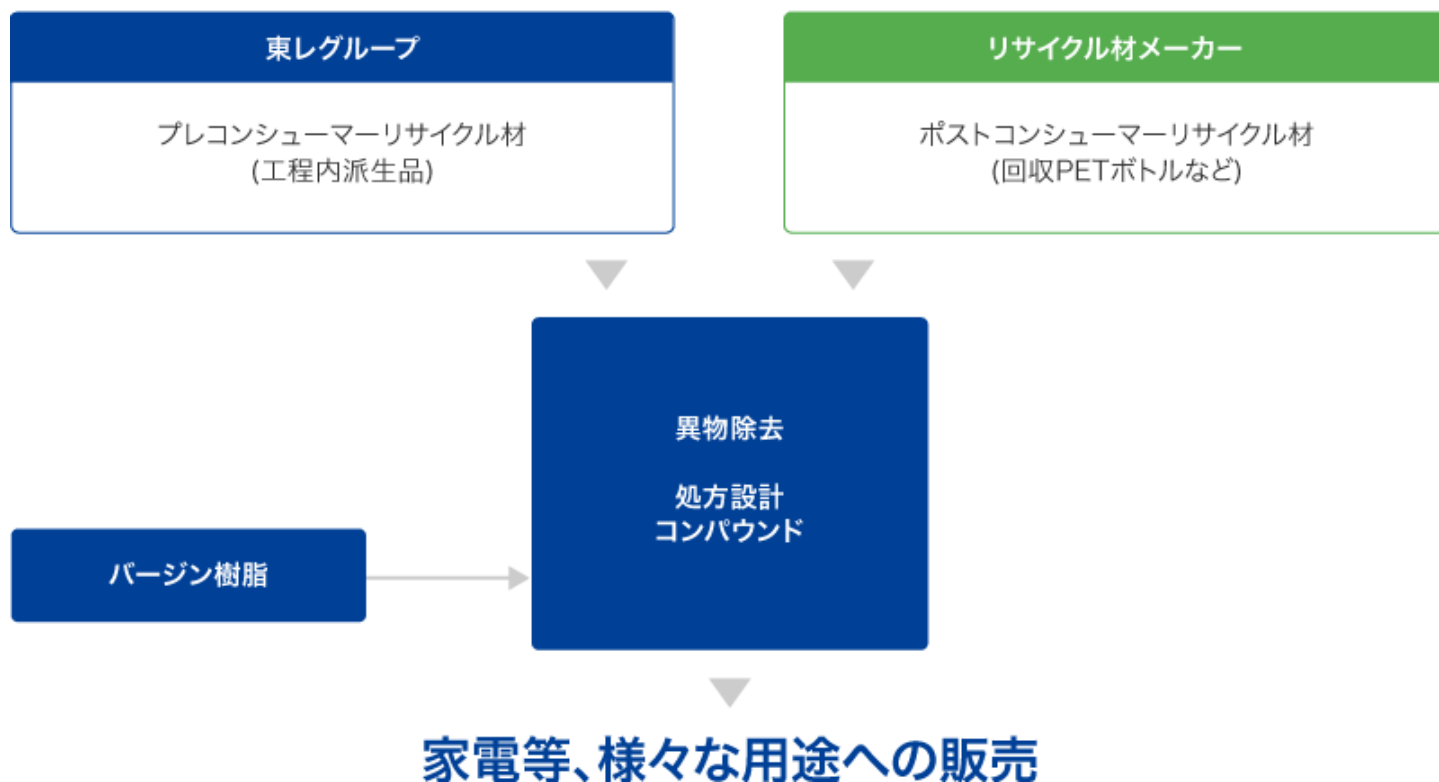 東レグループ
プレコンシューマーリサイクル材
(工程内派生品)
リサイクル材メーカー
ポストコンシューマーリサイクル材
(回収PETボトルなど)
異物除去
処方設計
コンパウンド
バージン樹脂
家電等、様々な用途への販売